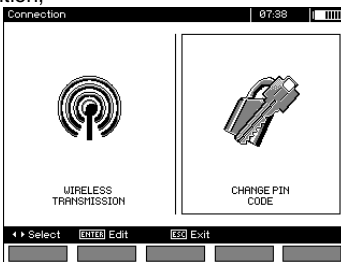 Connection 07:38
WIRELESS
TRANSMISSION
CHANGE PIN
CODE
Select ENTER Edit ESC Exit